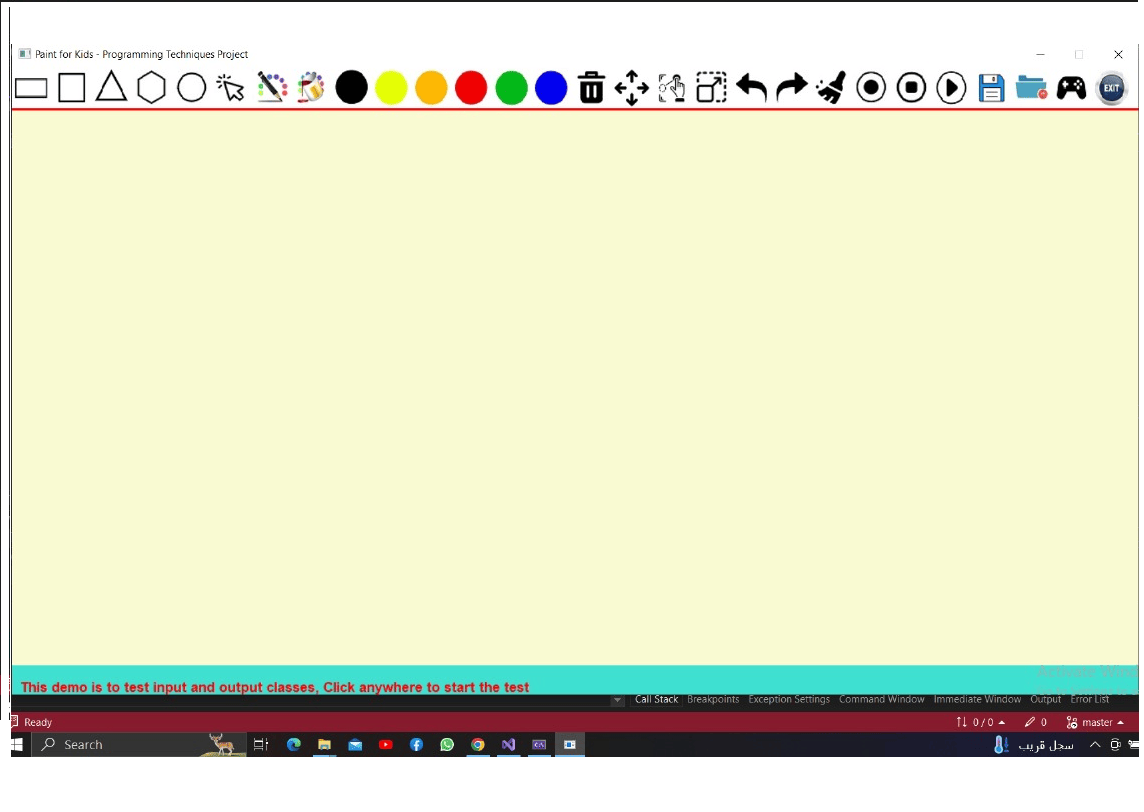 Paint for Kids - Programming Techniques Project
EXIT
This demo is to test input and output classes, Click anywhere to start the test
Activate Win
Call Stack Breakpoints Exception Settings Command Window Immediate Window Output Error List
Ready 0 / 0 0 master
Search سجل قريب